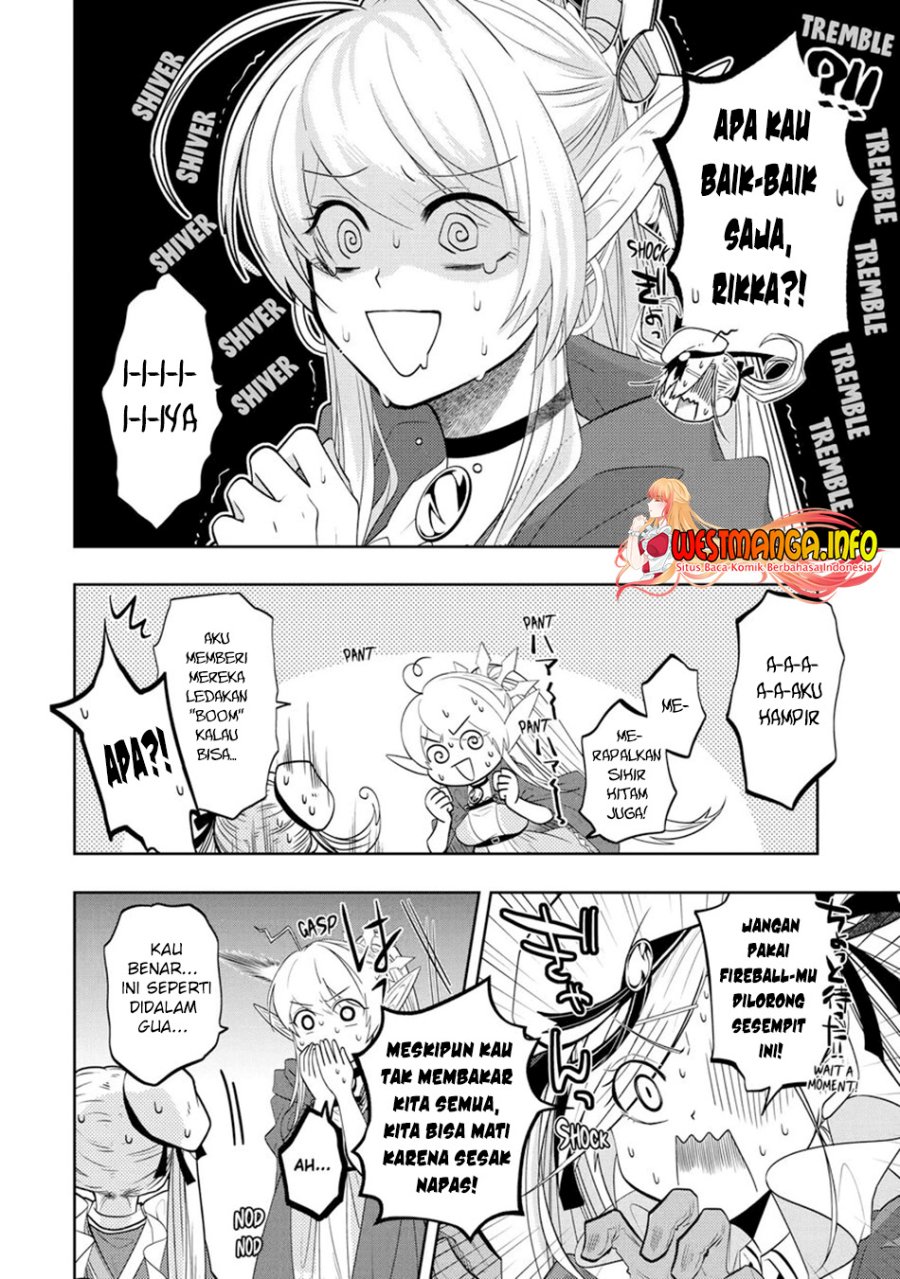 TREMBLE
?!!
APA KAU
BAIK-BAIK
SAJA,
RIKKA?!
TREMBLE
TREMBLE
TREMBLE
TREMBLE
SHOCK
SHIVER
SHIVER
SHIVER
SHIVER
SHIVER
I-I-I-I-
I-I-IYA
WESTMANGA.INFO
Situs Baca Komik Berbahasa Indonesia
A-A-A-
A-A-AKU
HAMPIR
ME-
ME-
RAPALKAN
SIHIR
HITAM
JUGA!
PANT
PANT
PANT
AKU
MEMBERI
MEREKA
LEDAKAN
"BOOM"
KALAU
BISA...
APA?!
JANGAN
PAKAI
FIREBALL-MU
DILORONG
SESEMPIT
INI!
WAIT A
MOMENT!
SHOCK
MESKIPUN KAU
TAK MEMBAKAR
KITA SEMUA,
KITA BISA MATI
KARENA SESAK
NAPAS!
GASP
はっ
AH...
KAU
BENAR...
INI SEPERTI
DIDALAM
GUA...
NOD
NOD